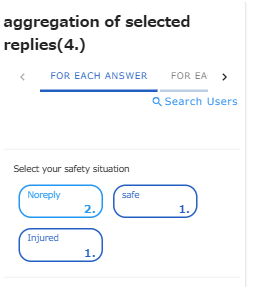 aggregation of selected
replies(4.)
FOR EACH ANSWER FOR EA
Search Users
Select your safety situation
Noreply
2.
safe
1.
Injured
1.